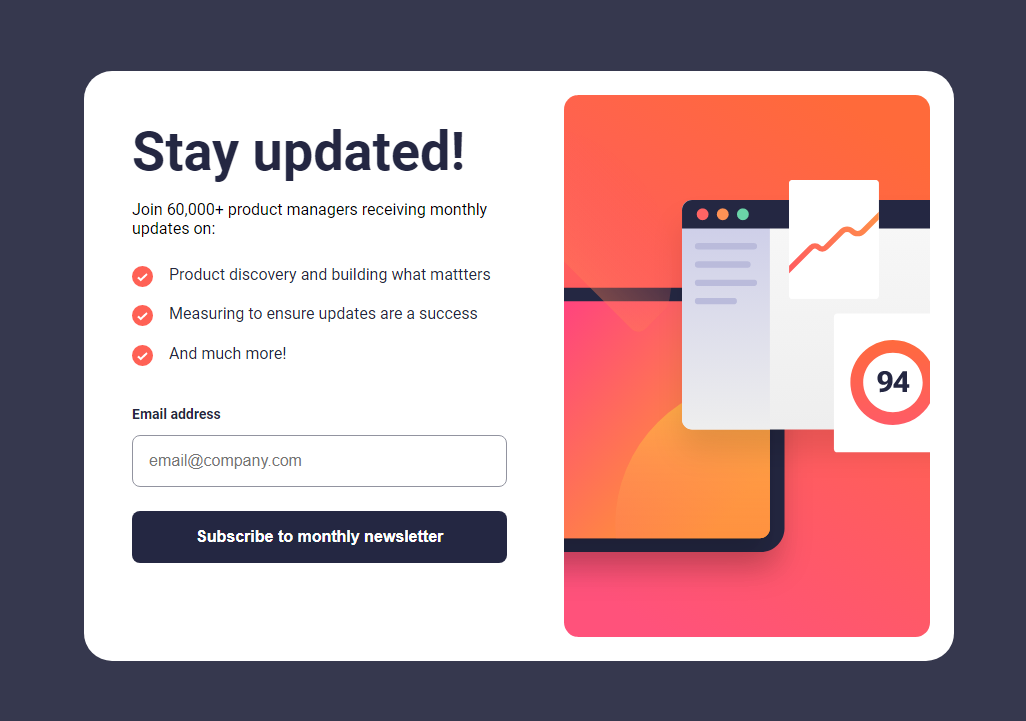 Stay updated!
Join 60,000+ product managers receiving monthly
updates on:
Product discovery and building what mattters
Measuring to ensure updates are a success
And much more!
Email address
email@company.com
Subscribe to monthly newsletter
94